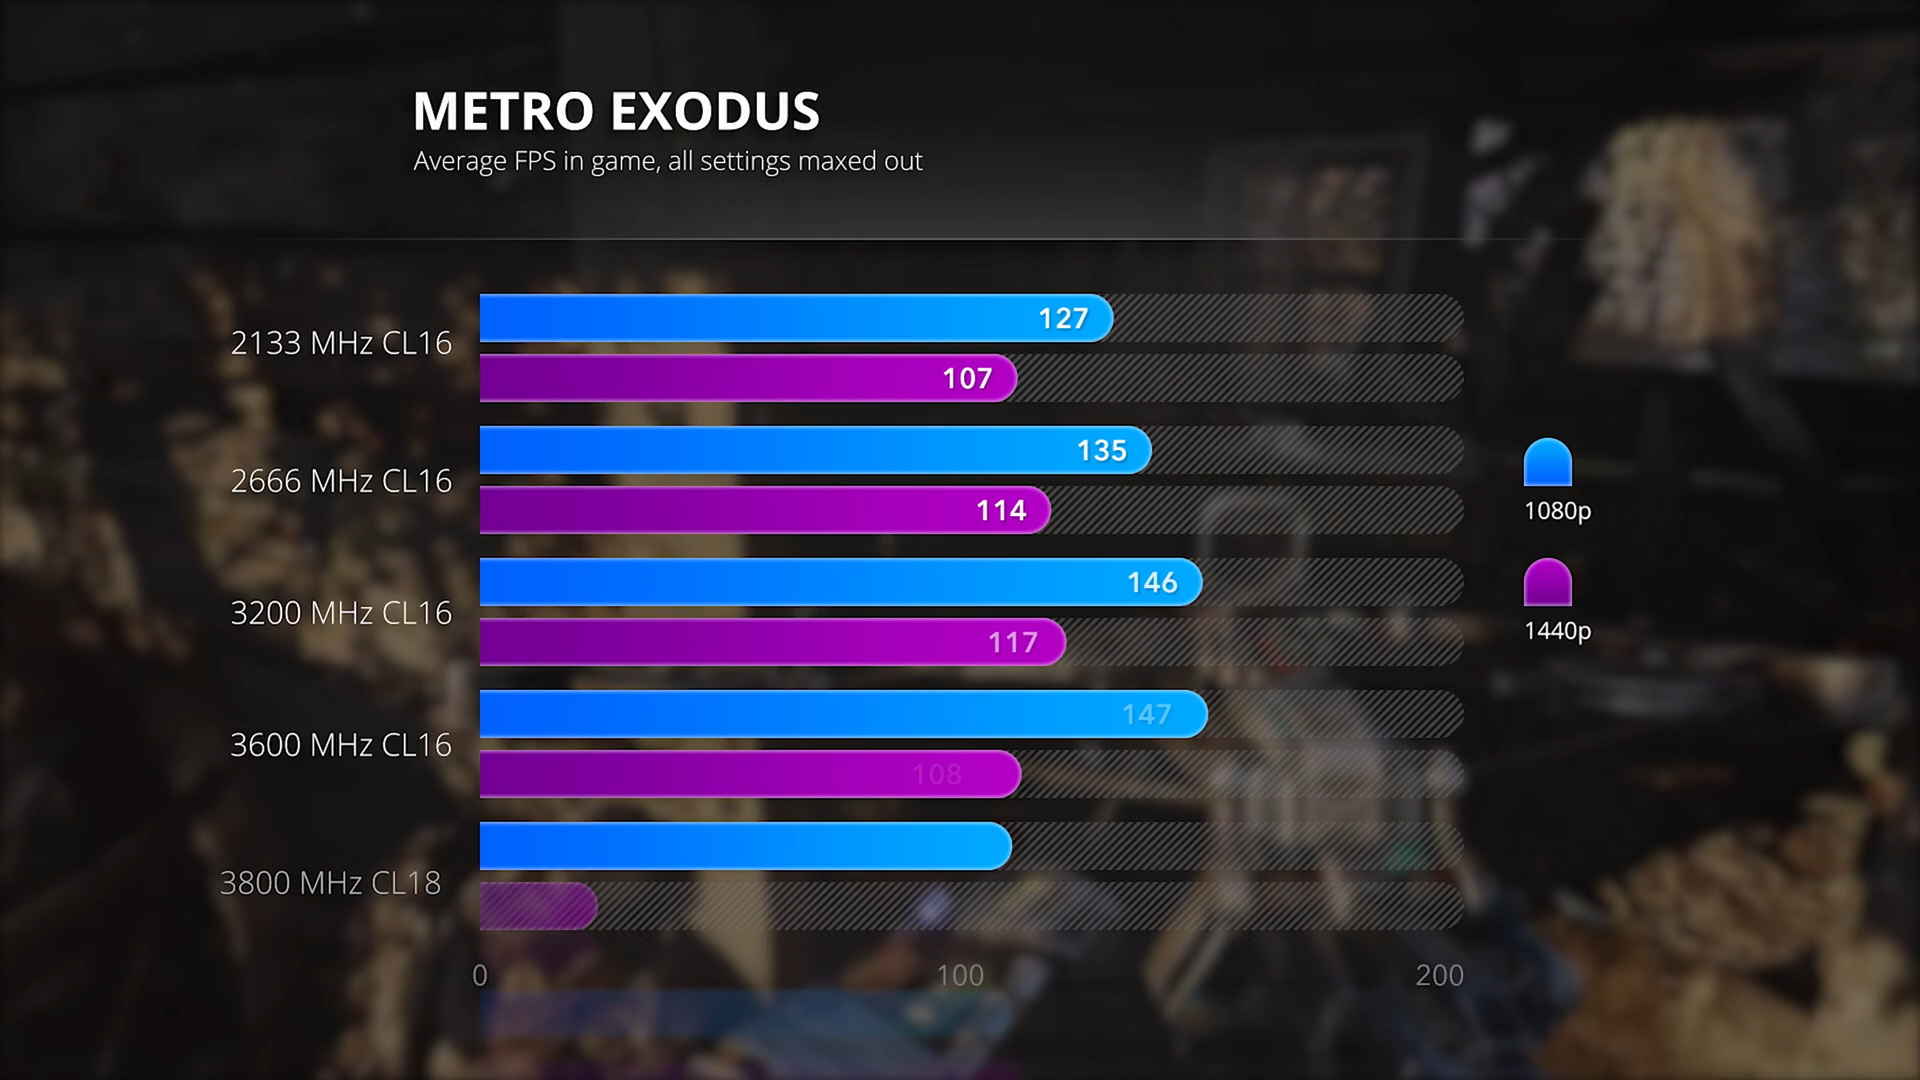 METRO EXODUS
Average FPS in game, all settings maxed out
127
2133 MHz CL16
107
135
2666 MHz CL16
114
1080p
146
3200 MHz CL16
117
1440p
147
3600 MHz CL16
108
3800 MHz CL18
0 100 200